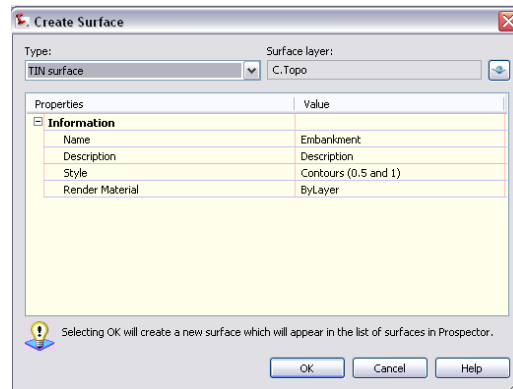 Create Surface
Type: Surface layer:
TIN surface C.Topo
Properties Value
Information
Name Embankment
Description Description
Style Contours (0.5 and 1)
Render Material ByLayer
Selecting OK will create a new surface which will appear in the list of surfaces in Prospector.
OK Cancel Help